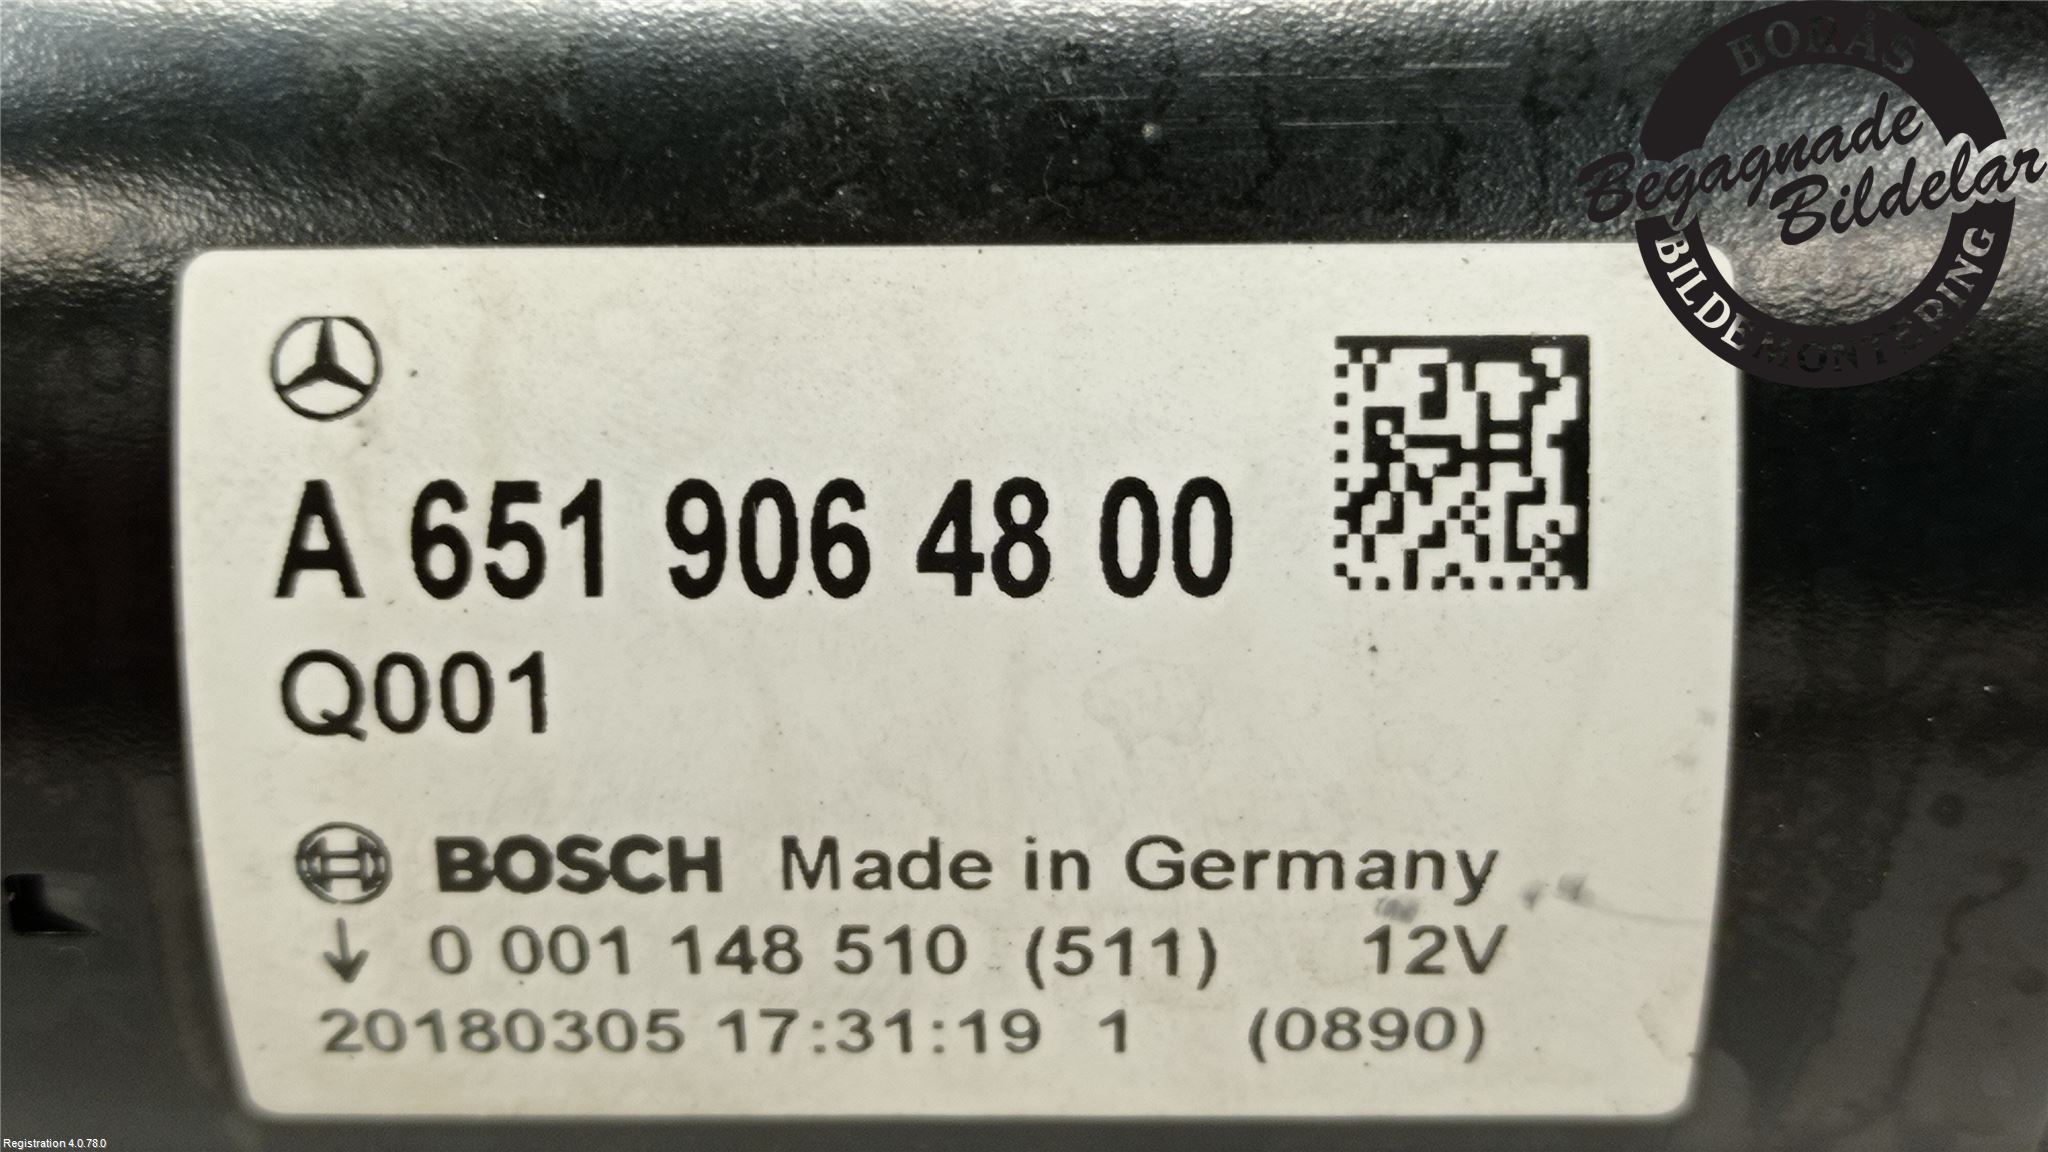 BORÅS
Begagnade
Bildelar
BILDEMONTERING
A 651 906 48 00
Q001
BOSCH Made in Germany
↓ 0 001 148 510 (511) 12V
20180305 17:31:19 1 (0890)
Registration 4.0.78.0